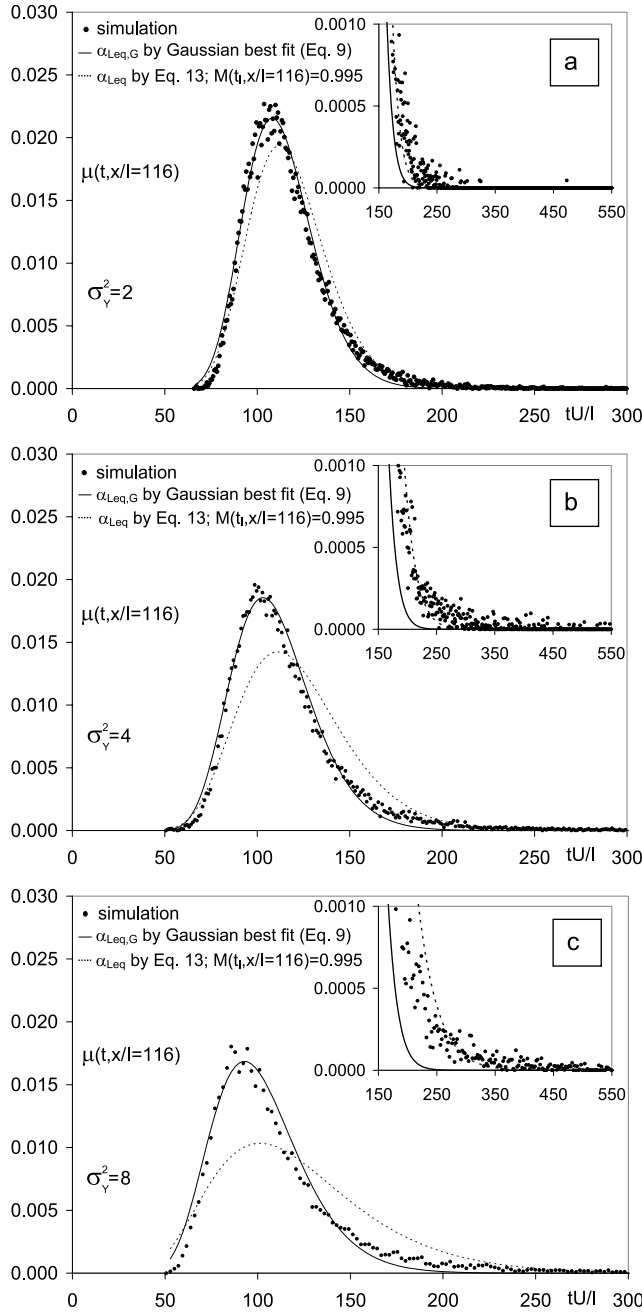 0.030
• simulation
— αLeq,G by Gaussian best fit (Eq. 9)
······ αLeq by Eq. 13; M(tI,x/I=116)=0.995
0.025
0.020
0.015
0.010
0.005
0.000
μ(t,x/I=116)
σ²Y=2
0 50 100 150 200 250 300
tU/I
0.0010
0.0005
0.0000
150 250 350 450 550
a
0.030
• simulation
— αLeq,G by Gaussian best fit (Eq. 9)
······ αLeq by Eq. 13; M(tI,x/I=116)=0.995
0.025
0.020
0.015
0.010
0.005
0.000
μ(t,x/I=116)
σ²Y=4
0 50 100 150 200 250 300
tU/I
0.0010
0.0005
0.0000
150 250 350 450 550
b
0.030
• simulation
— αLeq,G by Gaussian best fit (Eq. 9)
······ αLeq by Eq. 13; M(tI,x/I=116)=0.995
0.025
0.020
0.015
0.010
0.005
0.000
μ(t,x/I=116)
σ²Y=8
0 50 100 150 200 250 300
tU/I
0.0010
0.0005
0.0000
150 250 350 450 550
c